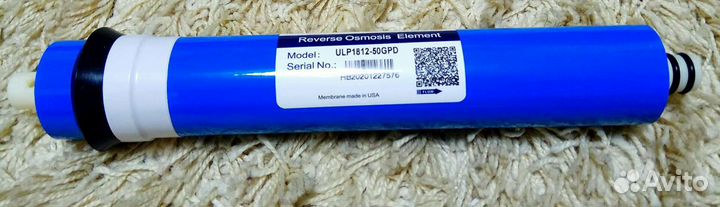 Reverse Osmosis Element
Model: ULP1812-50GPD
Serial No.:
HB20201227576
Membrane made in USA
FLOW
Avito